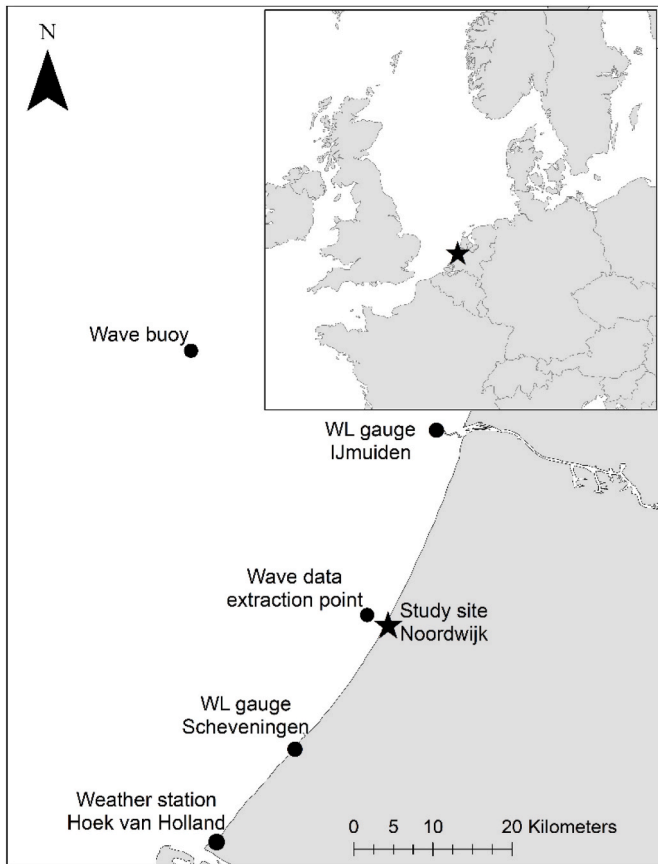 N
Wave buoy
WL gauge
IJmuiden
Wave data
extraction point
Study site
Noordwijk
WL gauge
Scheveningen
Weather station
Hoek van Holland
0 5 10 20 Kilometers